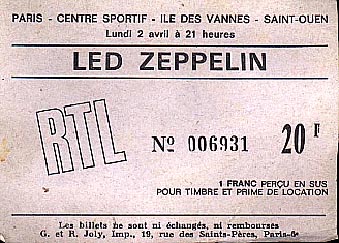 PARIS - CENTRE SPORTIF - ILE DES VANNES - SAINT-OUEN
Lundi 2 avril à 21 heures
LED ZEPPELIN
RTL
Nº 006931
20 F
1 FRANC PERÇU EN SUS
POUR TIMBRE ET PRIME DE LOCATION
Les billets ne sont ni échangés, ni remboursés
G. et R. Joly, Imp., 19, rue des Saints-Pères, Paris-6e